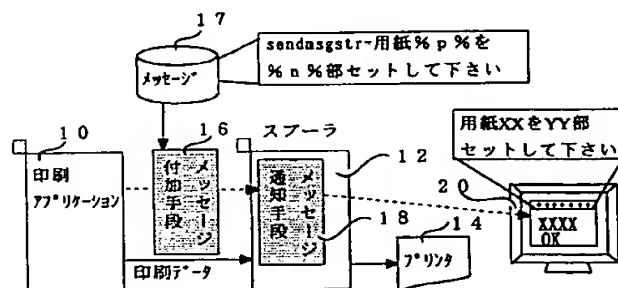 17
sendmsgstr-用紙%p%を
%n%部セットして下さい
メッセージ
10
印刷
アプリケーション
16
メッセージ
付加手段
スプーラ
12
メッセージ
通知手段
18
用紙XXをYY部
セットして下さい
20
XXXX
OK
14
プリンタ
印刷データ